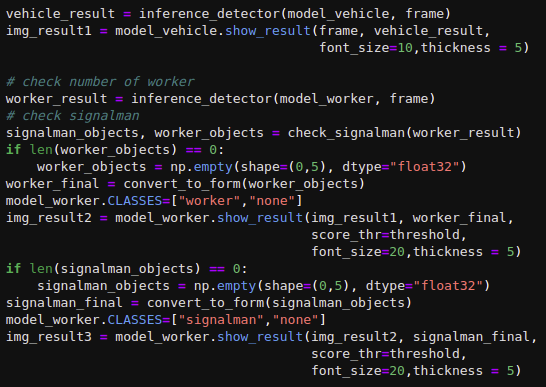 vehicle_result = inference_detector(model_vehicle, frame)
img_result1 = model_vehicle.show_result(frame, vehicle_result,
                                        font_size=10,thickness = 5)

# check number of worker
worker_result = inference_detector(model_worker, frame)
# check signalman
signalman_objects, worker_objects = check_signalman(worker_result)
if len(worker_objects) == 0:
    worker_objects = np.empty(shape=(0,5), dtype="float32")
worker_final = convert_to_form(worker_objects)
model_worker.CLASSES=["worker","none"]
img_result2 = model_worker.show_result(img_result1, worker_final,
                                       score_thr=threshold,
                                       font_size=20,thickness = 5)
if len(signalman_objects) == 0:
    signalman_objects = np.empty(shape=(0,5), dtype="float32")
signalman_final = convert_to_form(signalman_objects)
model_worker.CLASSES=["signalman","none"]
img_result3 = model_worker.show_result(img_result2, signalman_final,
                                       score_thr=threshold,
                                       font_size=20,thickness = 5)